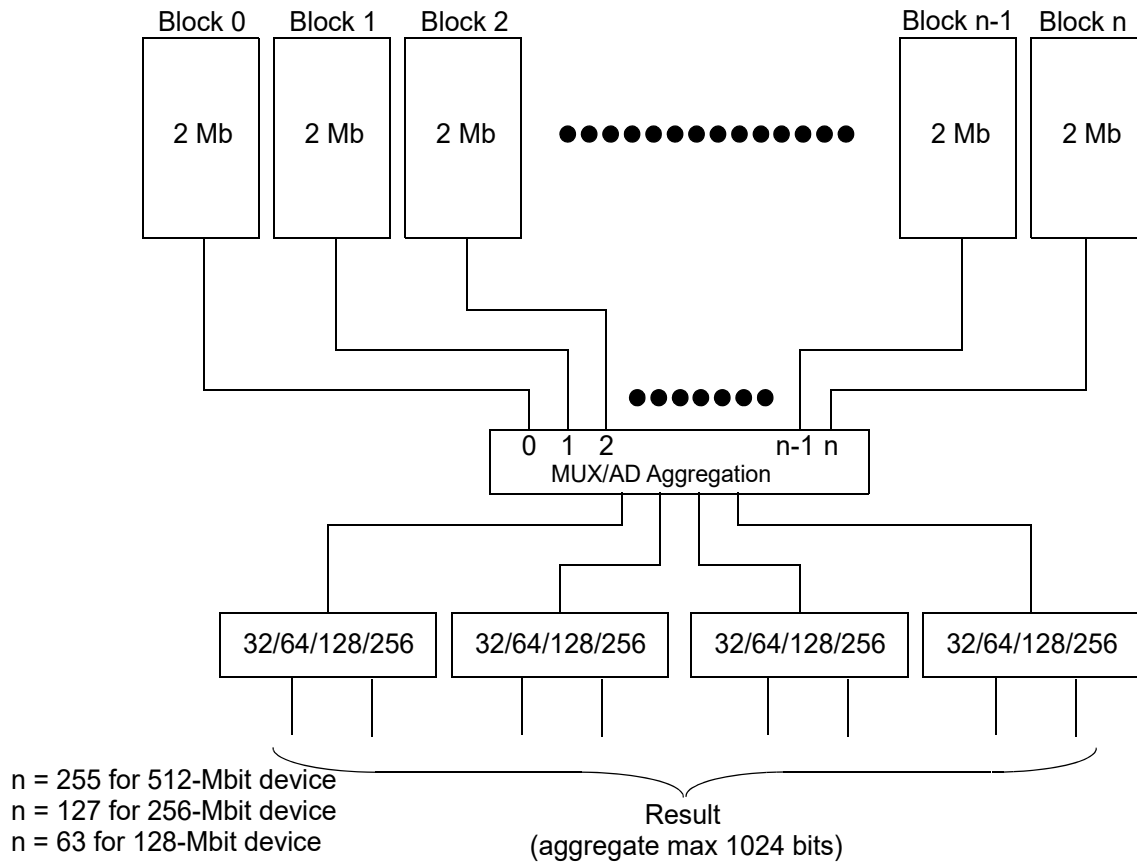 Block 0 Block 1 Block 2 Block n-1 Block n
2 Mb 2 Mb 2 Mb 2 Mb 2 Mb
0 1 2 n-1 n
MUX/AD Aggregation
32/64/128/256 32/64/128/256 32/64/128/256 32/64/128/256
n = 255 for 512-Mbit device
n = 127 for 256-Mbit device
n = 63 for 128-Mbit device
Result
(aggregate max 1024 bits)